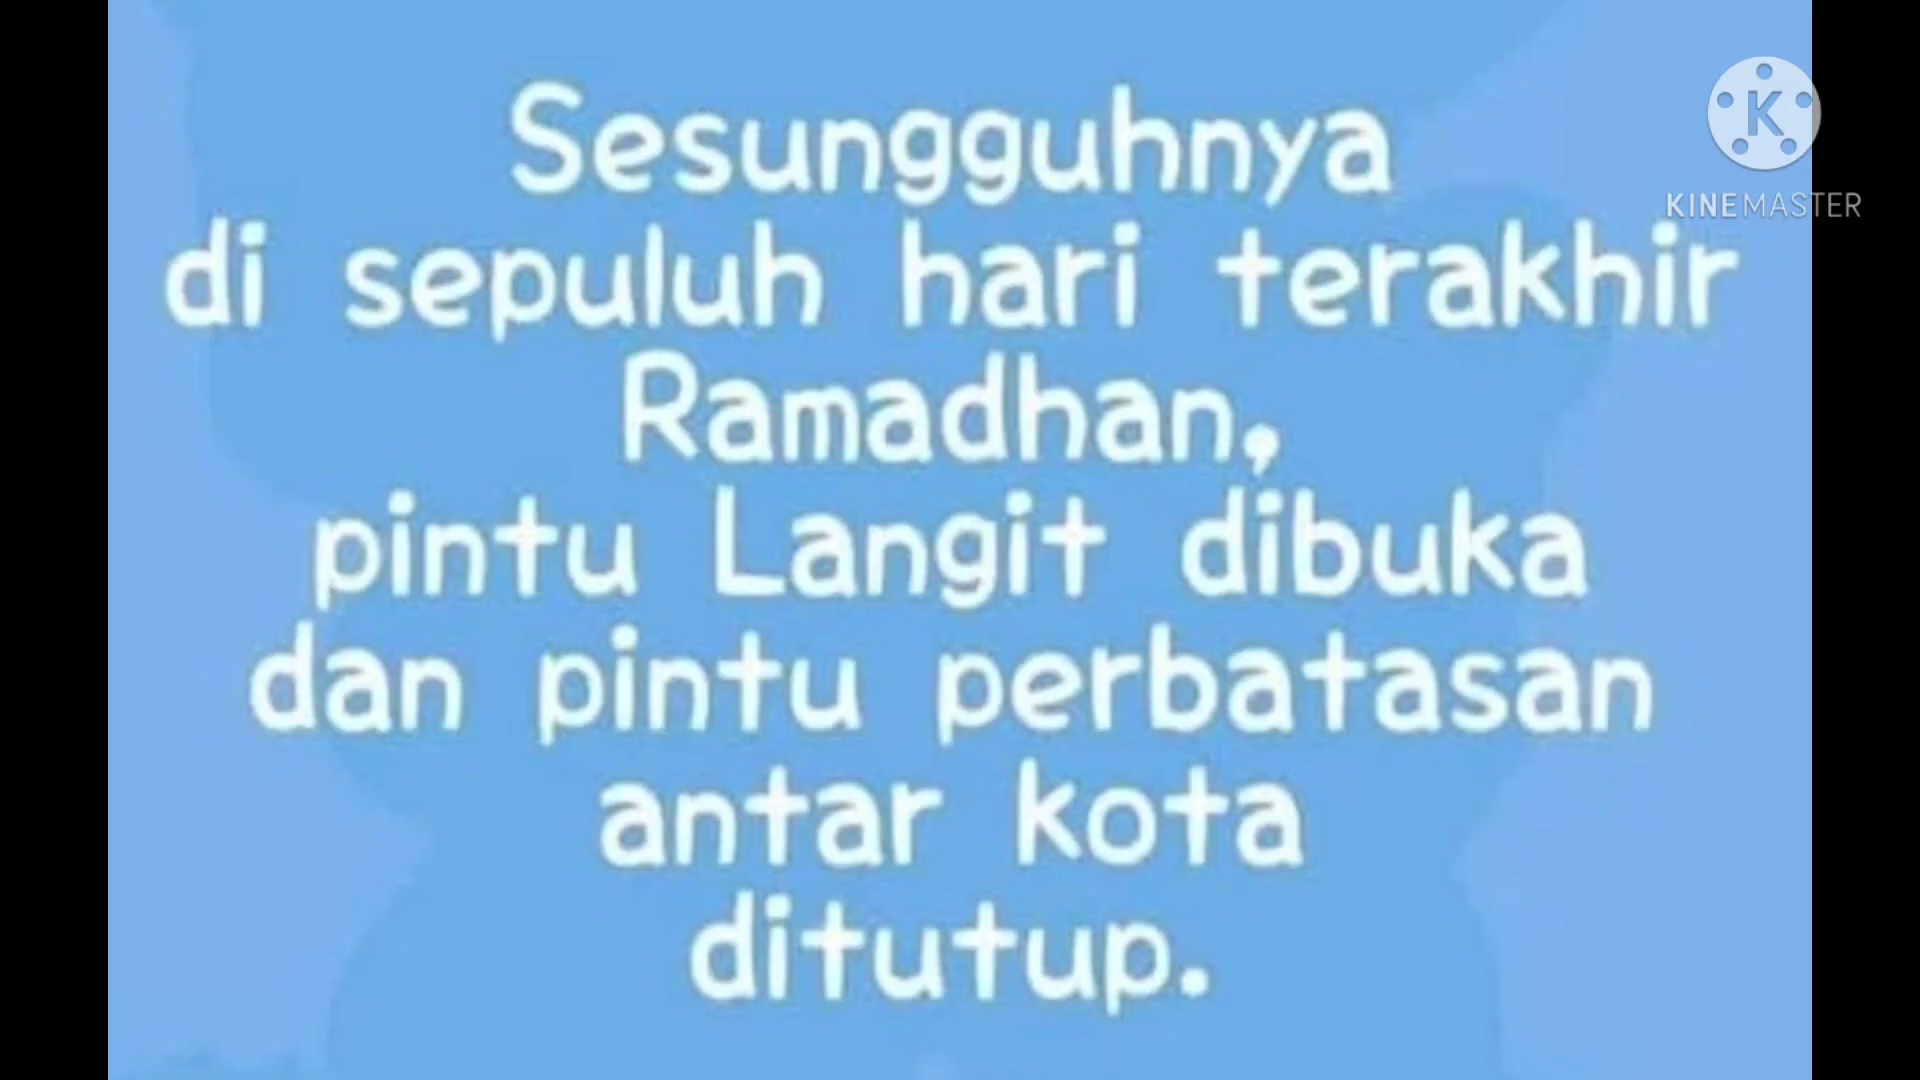 Sesungguhnya
di sepuluh hari terakhir
Ramadhan,
pintu Langit dibuka
dan pintu perbatasan
antar kota
ditutup.
K
KINEMASTER